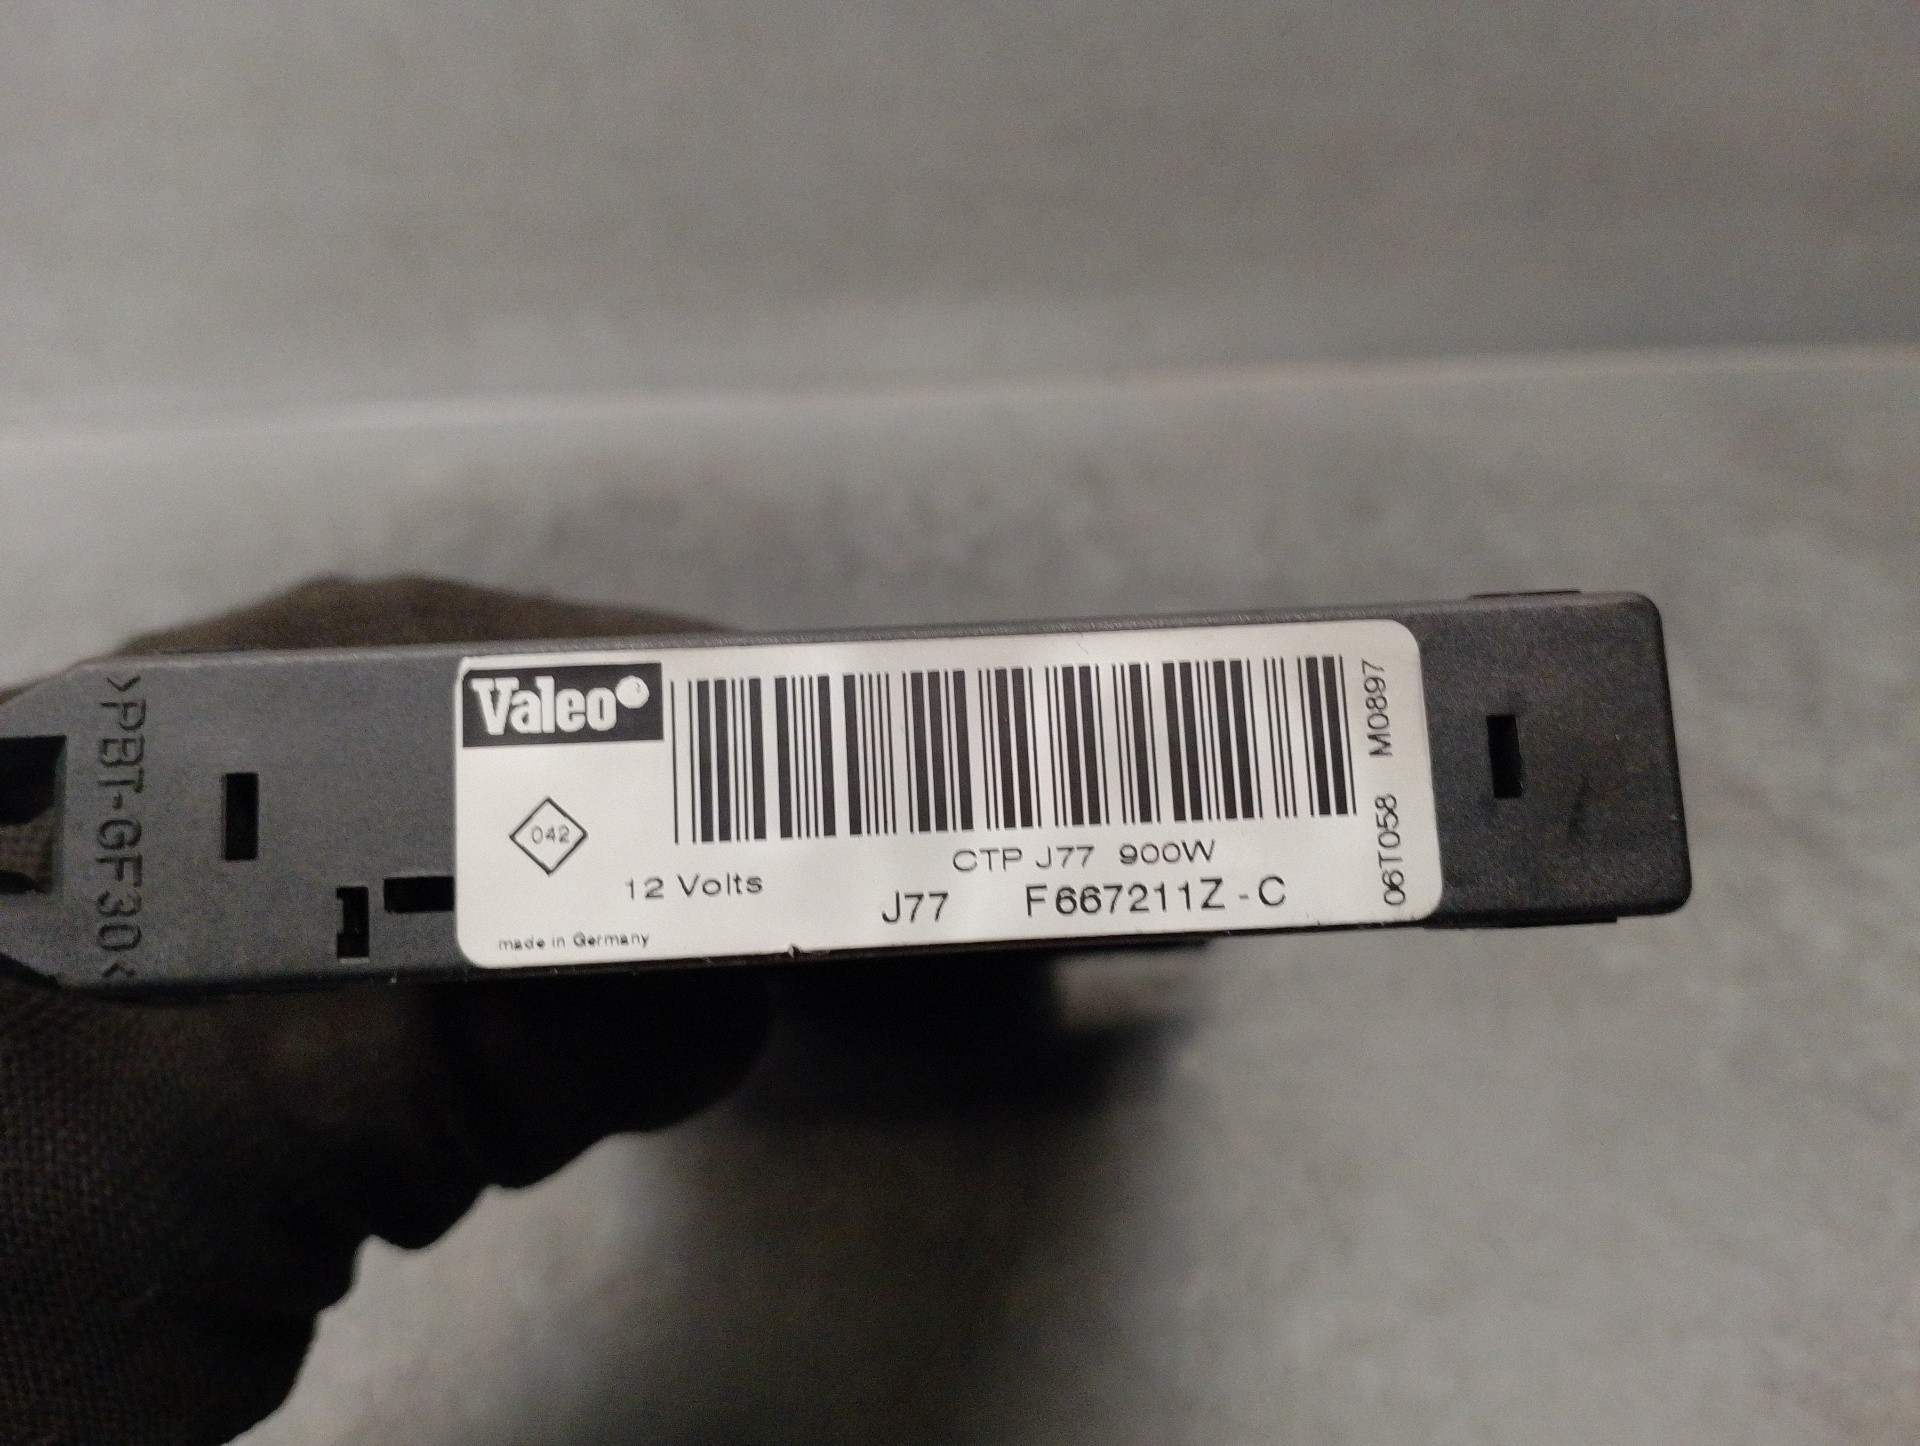 >PBT-GF30<
Valeo
042
12 Volts
made in Germany
CTP J77 900W
J77 F667211Z-C
06T058 M0897